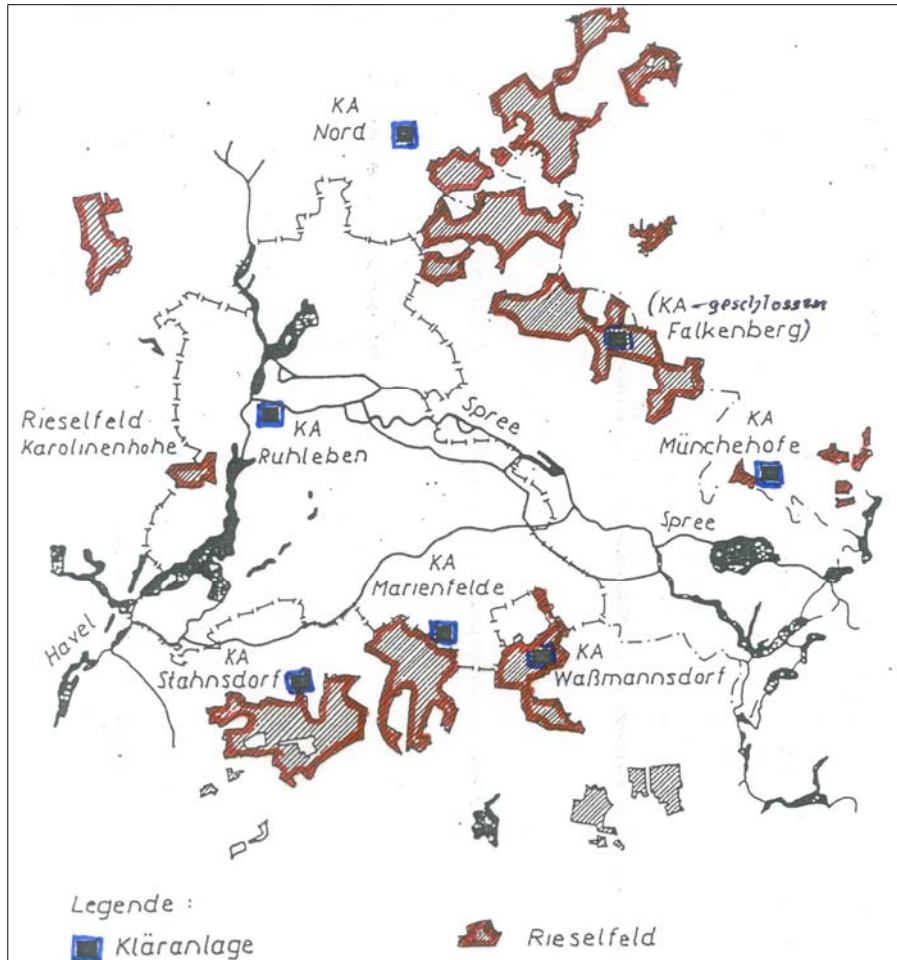 KA
Nord
(KA - geschlossen
Falkenberg)
Rieselfeld
Karolinenhöhe
KA
Ruhleben
Spree
KA
Münchehofe
Spree
KA
Marienfelde
Havel
KA
Stahnsdorf
KA
Waßmannsdorf
Legende :
Kläranlage
Rieselfeld